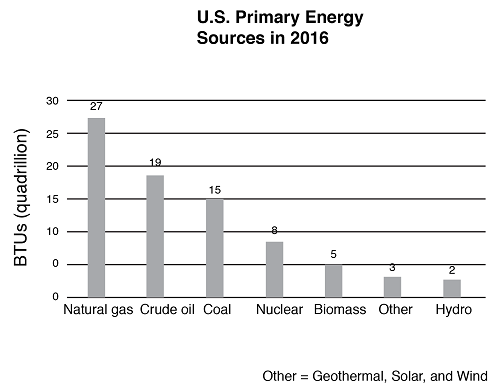 U.S. Primary Energy
Sources in 2016
BTUs (quadrillion)
30
25
20
15
10
0
0
27
19
15
8
5
3
2
Natural gas Crude oil Coal Nuclear Biomass Other Hydro
Other = Geothermal, Solar, and Wind